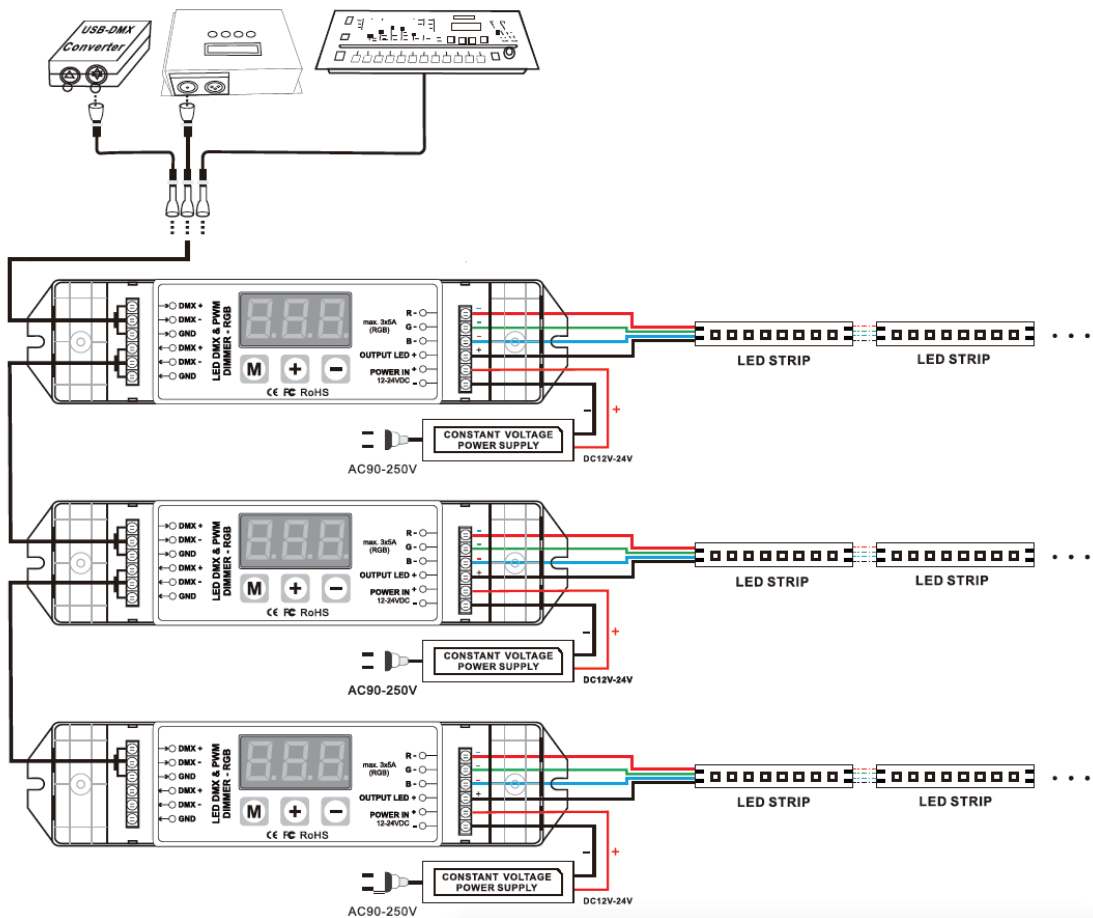 USB-DMX
Converter
LED DMX & PWM
DIMMER - RGB
DMX +
DMX -
GND
DMX +
DMX -
GND
M
+
−
CE FC RoHS
max. 3x5A
(RGB)
R -
G -
B -
OUTPUT LED +
POWER IN +
12-24VDC -
LED STRIP
LED STRIP
CONSTANT VOLTAGE
POWER SUPPLY
AC90-250V
DC12V-24V
LED DMX & PWM
DIMMER - RGB
DMX +
DMX -
GND
DMX +
DMX -
GND
M
+
−
CE FC RoHS
max. 3x5A
(RGB)
R -
G -
B -
OUTPUT LED +
POWER IN +
12-24VDC -
LED STRIP
LED STRIP
CONSTANT VOLTAGE
POWER SUPPLY
AC90-250V
DC12V-24V
LED DMX & PWM
DIMMER - RGB
DMX +
DMX -
GND
DMX +
DMX -
GND
M
+
−
CE FC RoHS
max. 3x5A
(RGB)
R -
G -
B -
OUTPUT LED +
POWER IN +
12-24VDC -
LED STRIP
LED STRIP
CONSTANT VOLTAGE
POWER SUPPLY
AC90-250V
DC12V-24V